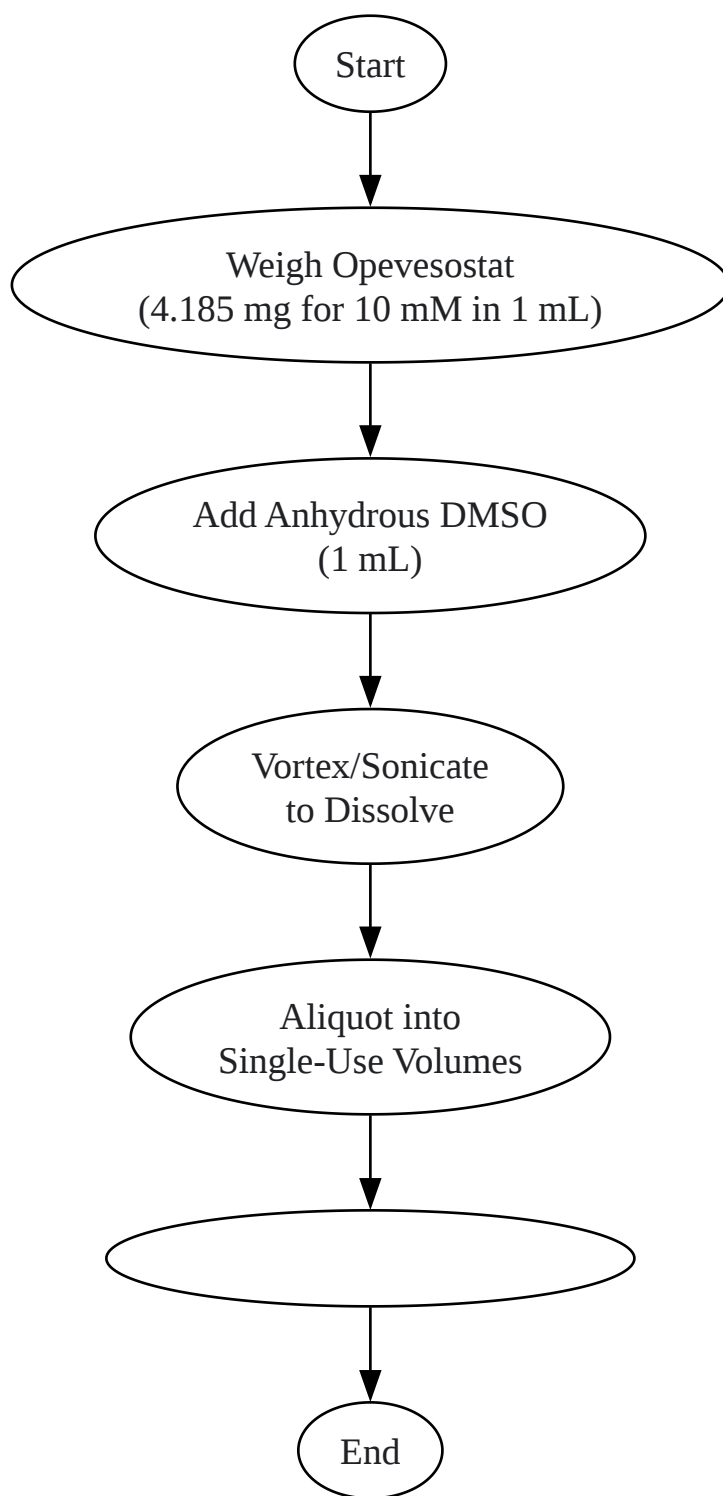 Start
Weigh Opevesostat
(4.185 mg for 10 mM in 1 mL)
Add Anhydrous DMSO
(1 mL)
Vortex/Sonicate
to Dissolve
Aliquot into
Single-Use Volumes
End